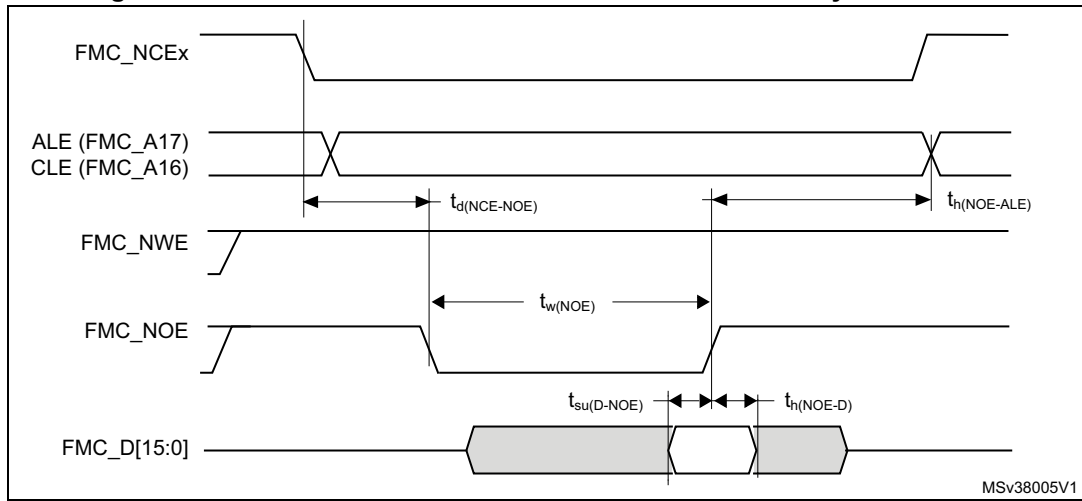 FMC_NCEx
ALE (FMC_A17)
CLE (FMC_A16)
td(NCE-NOE)
th(NOE-ALE)
FMC_NWE
tw(NOE)
FMC_NOE
tsu(D-NOE)
th(NOE-D)
FMC_D[15:0]
MSv38005V1